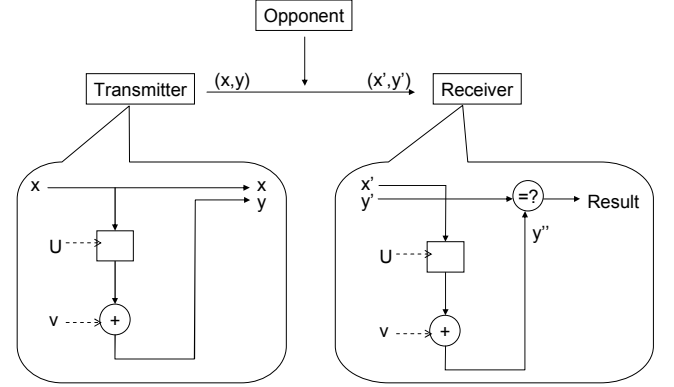 Opponent
(x,y)
(x',y')
Transmitter
Receiver
x
x
y
U
v
+
x'
y'
=?
Result
y''
U
v
+